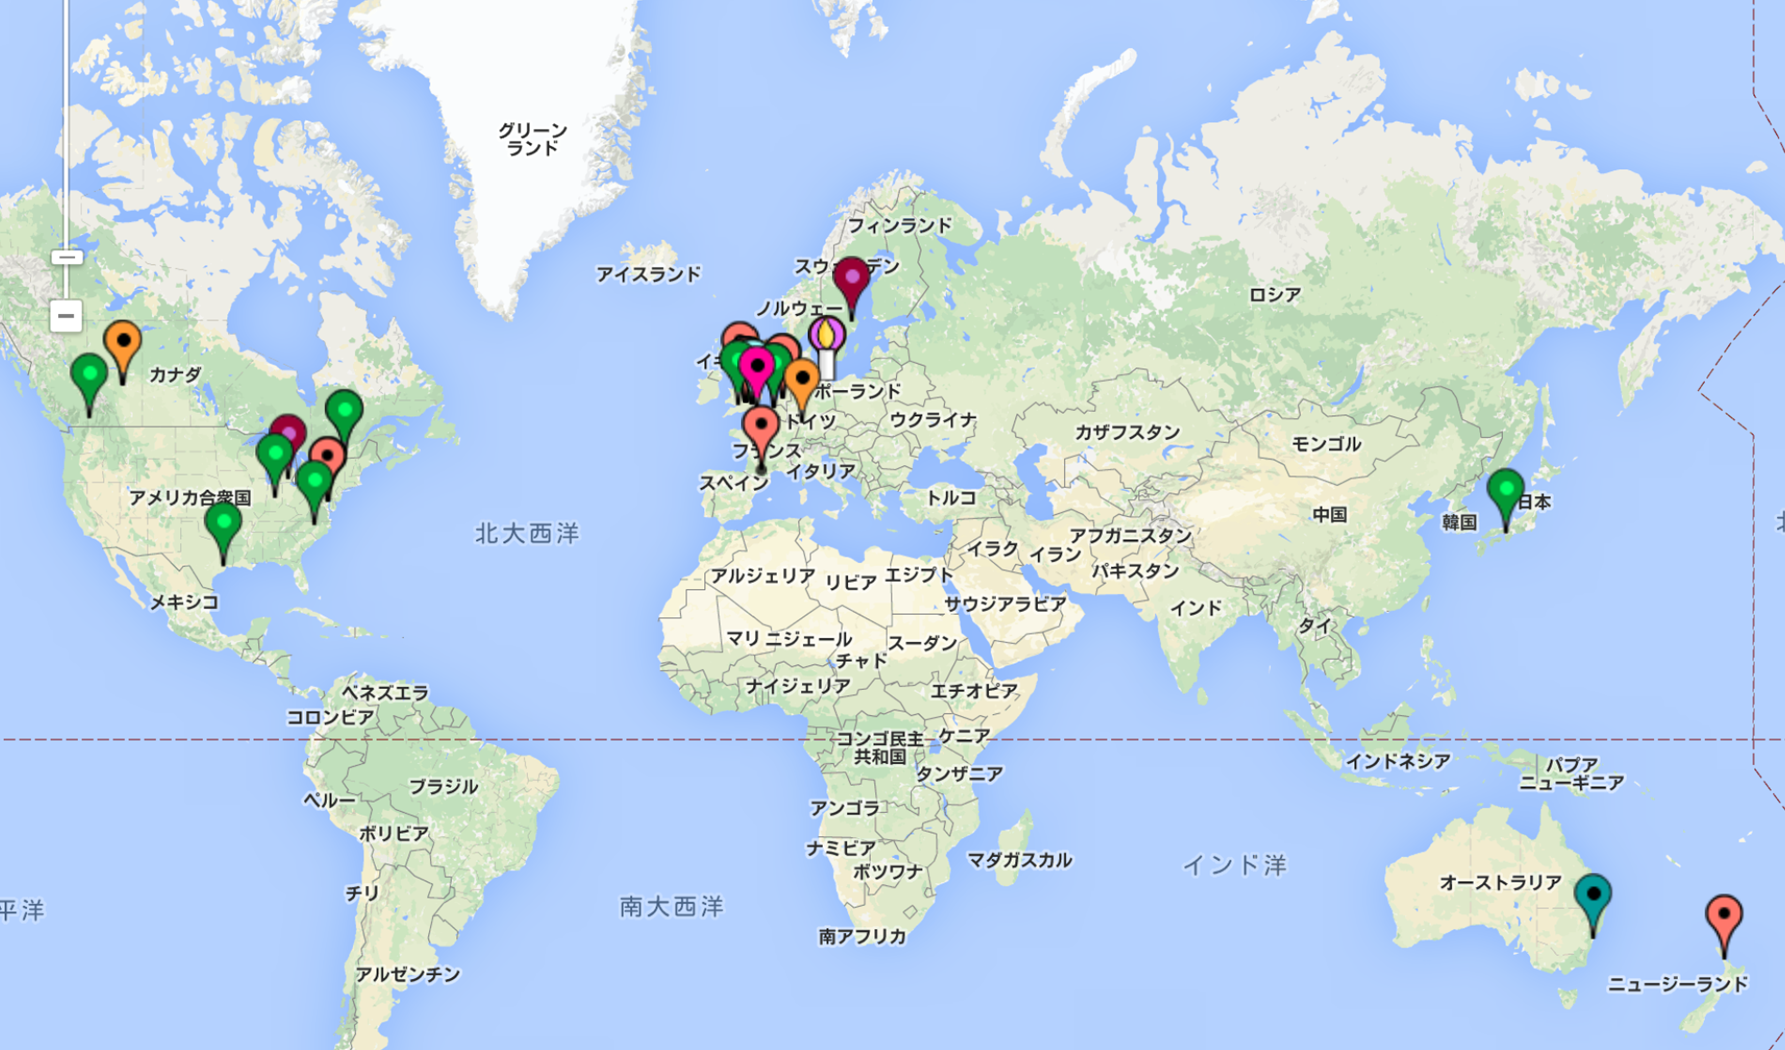 グリーン
ランド
フィンランド
アイスランド
スウ デン
ロシア
ノルウェー
イギ
カナダ
ポーランド
ドイツ
ウクライナ
カザフスタン
モンゴル
フランス
イタリア
スペイン
アメリカ合衆国
トルコ
日本
韓国
中国
北大西洋
アフガニスタン
イラク
イラン
パキスタン
アルジェリア
リビア
エジプト
サウジアラビア
インド
メキシコ
タイ
マリ
ニジェール
スーダン
チャド
ナイジェリア
エチオピア
ベネズエラ
コロンビア
コンゴ民主
共和国
ケニア
タンザニア
インドネシア
パプア
ニューギニア
ブラジル
ペルー
アンゴラ
ボリビア
ナミビア
ボツワナ
マダガスカル
インド洋
オーストラリア
チリ
南大西洋
平洋
南アフリカ
アルゼンチン
ニュージーランド